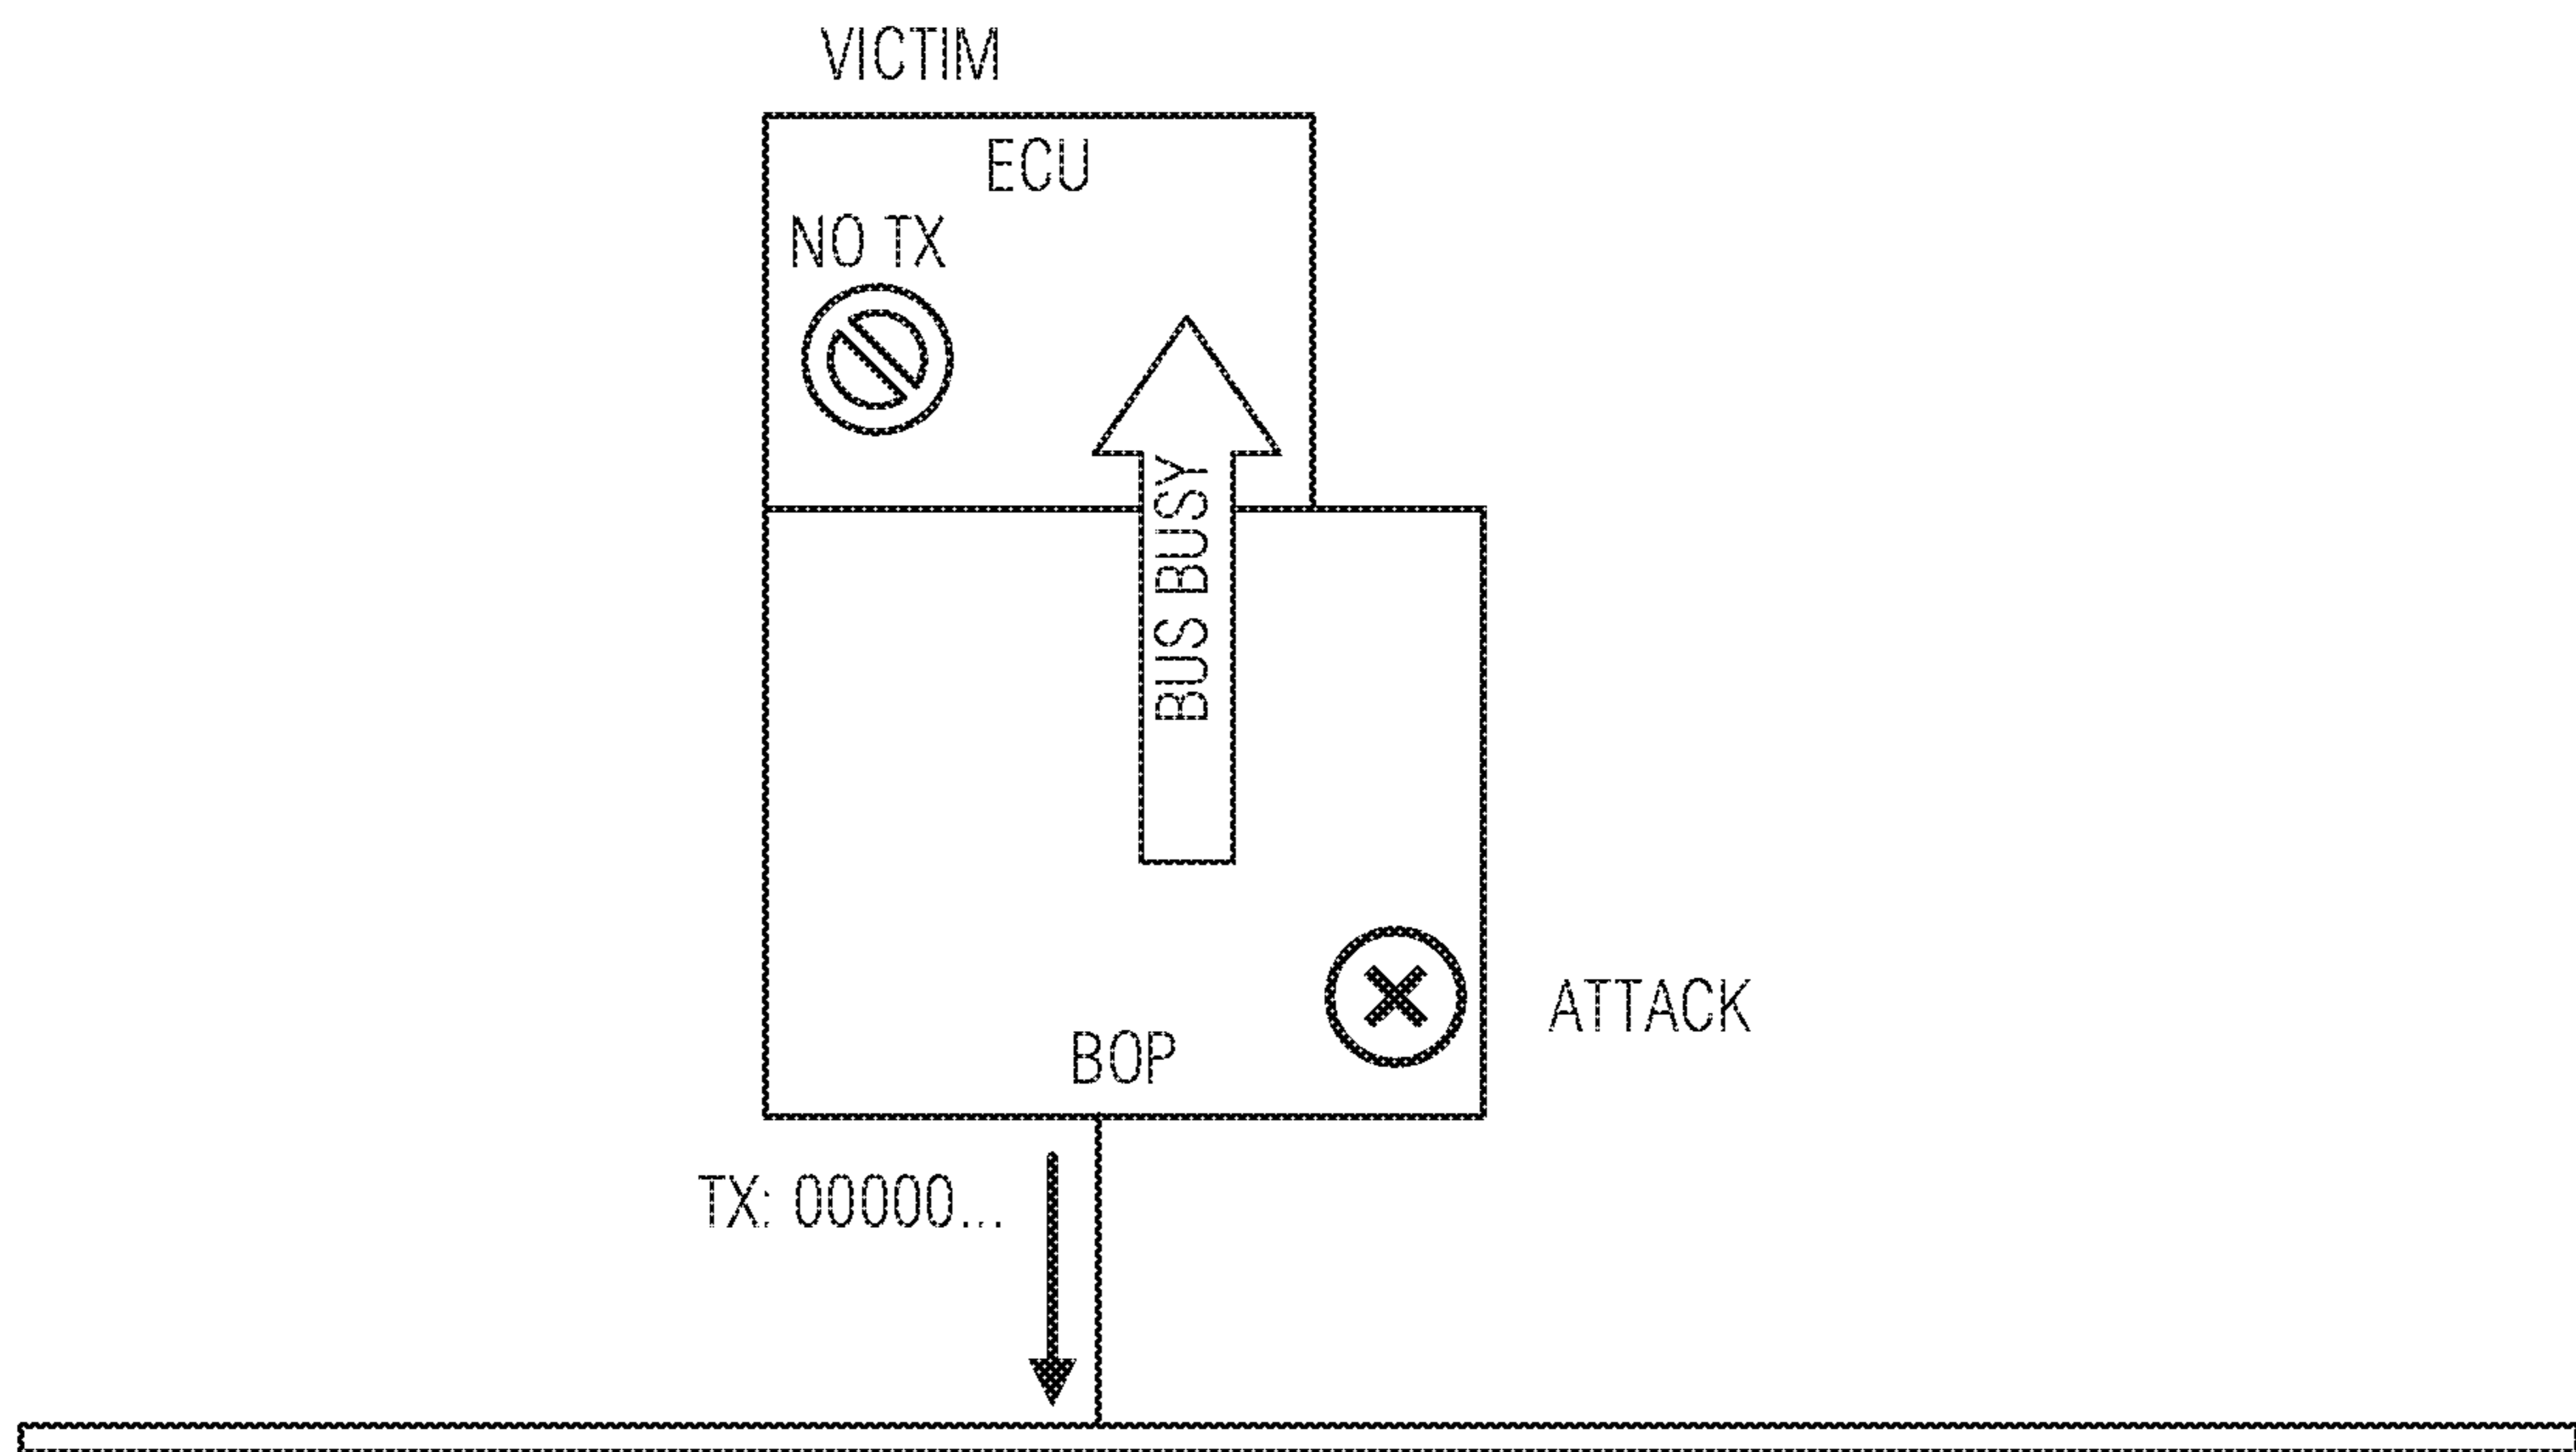 VICTIM
ECU
NO TX
BUS BUSY
ATTACK
BOP
TX: 00000...